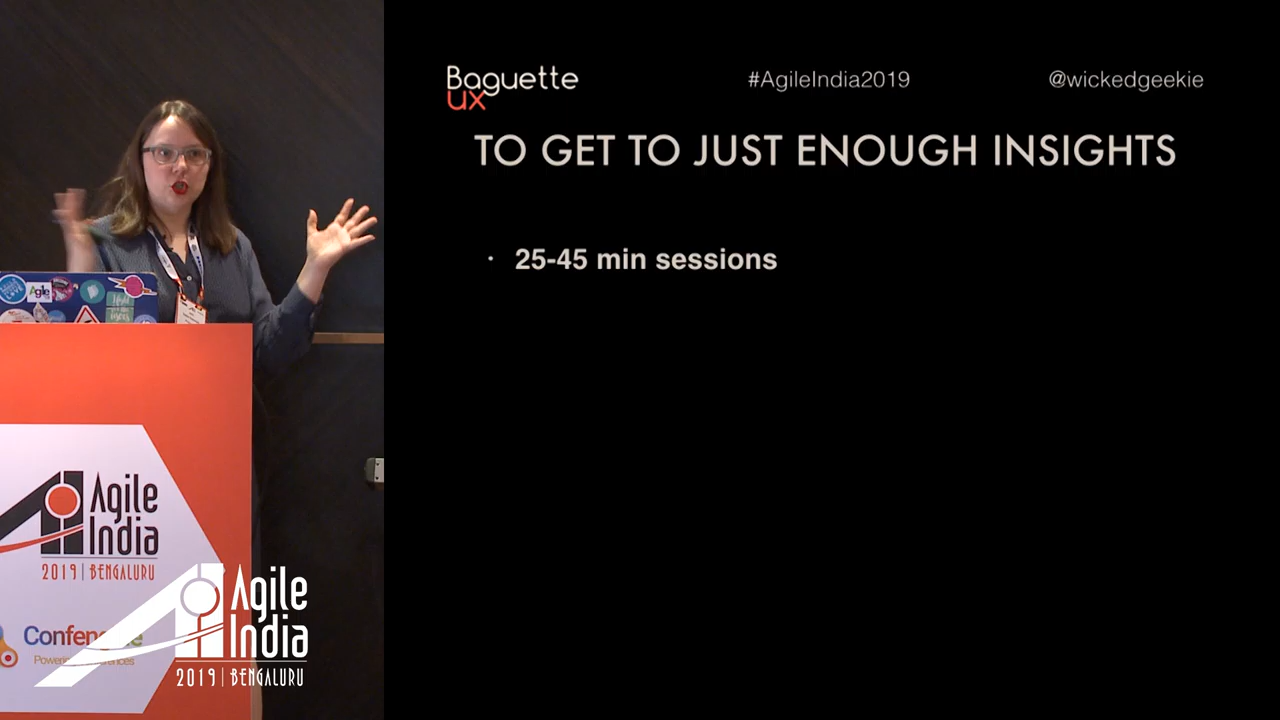 Baguette
ux
#AgileIndia2019
@wickedgeekie
TO GET TO JUST ENOUGH INSIGHTS
· 25-45 min sessions
Agile
Agile
India
2019 | BENGALURU
Agile
India
2019 | BENGALURU